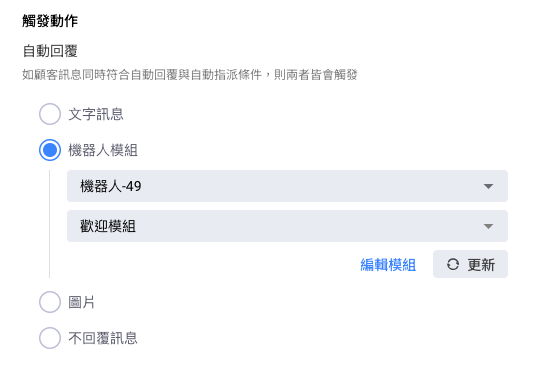 觸發動作
自動回覆
如顧客訊息同時符合自動回覆與自動指派條件，則兩者皆會觸發
文字訊息
機器人模組
機器人-49
歡迎模組
編輯模組 更新
圖片
不回覆訊息